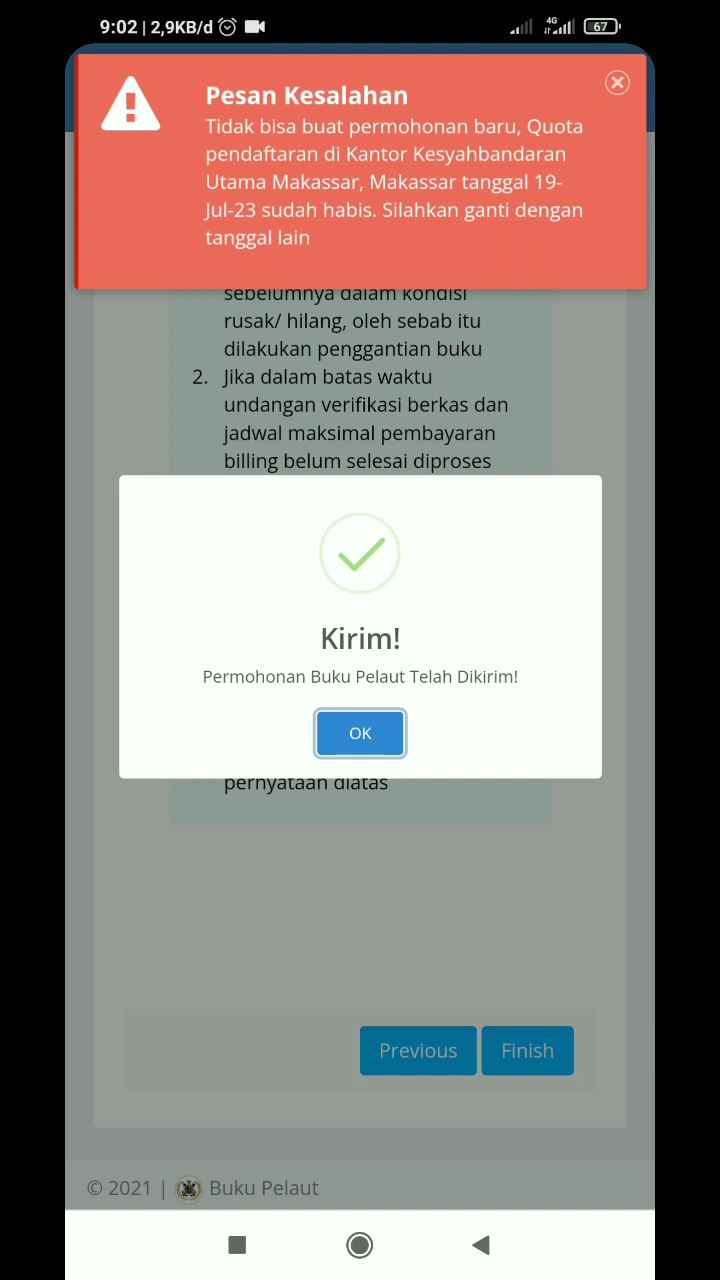 9:02 | 2,9KB/d
4G
67
Pesan Kesalahan
Tidak bisa buat permohonan baru, Quota
pendaftaran di Kantor Kesyahbandaran
Utama Makassar, Makassar tanggal 19-
Jul-23 sudah habis. Silahkan ganti dengan
tanggal lain
sebelumnya dalam kondisi
rusak/ hilang, oleh sebab itu
dilakukan penggantian buku
2. Jika dalam batas waktu
undangan verifikasi berkas dan
jadwal maksimal pembayaran
billing belum selesai diproses
Kirim!
Permohonan Buku Pelaut Telah Dikirim!
OK
pernyataan diatas
Previous Finish
© 2021 | Buku Pelaut